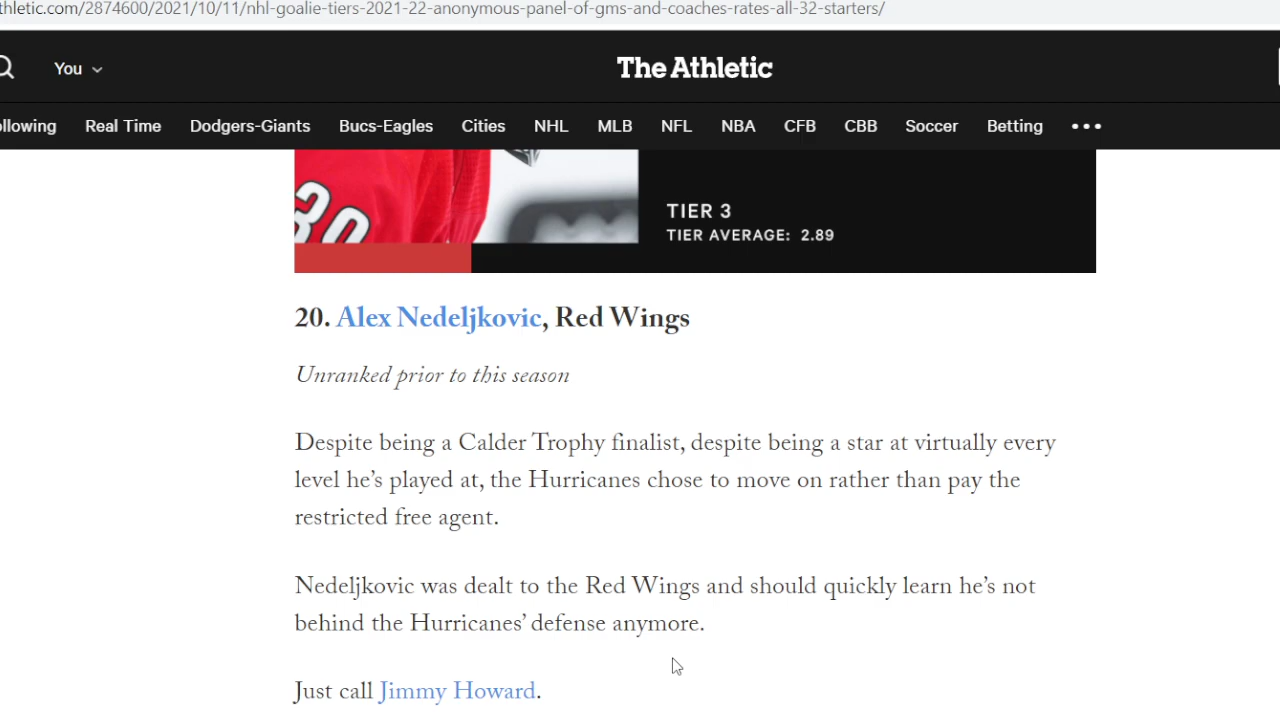 thletic.com/2874600/2021/10/11/nhl-goalie-tiers-2021-22-anonymous-panel-of-gms-and-coaches-rates-all-32-starters/
You
The Athletic
ollowing Real Time Dodgers-Giants Bucs-Eagles Cities NHL MLB NFL NBA CFB CBB Soccer Betting
TIER 3
TIER AVERAGE: 2.89
20. Alex Nedeljkovic, Red Wings
Unranked prior to this season
Despite being a Calder Trophy finalist, despite being a star at virtually every
level he's played at, the Hurricanes chose to move on rather than pay the
restricted free agent.
Nedeljkovic was dealt to the Red Wings and should quickly learn he's not
behind the Hurricanes' defense anymore.
Just call Jimmy Howard.